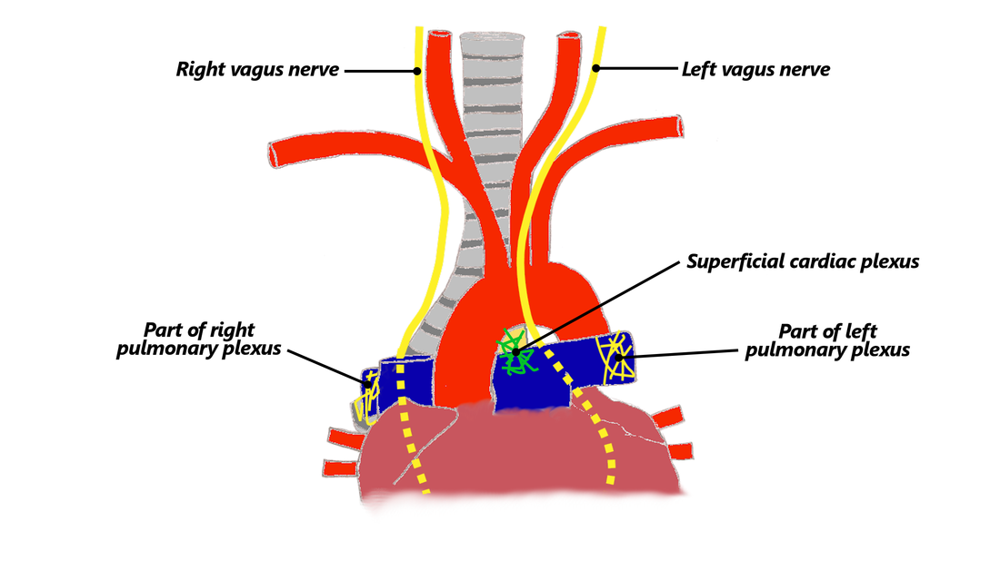 Right vagus nerve
Left vagus nerve
Superficial cardiac plexus
Part of right
pulmonary plexus
Part of left
pulmonary plexus